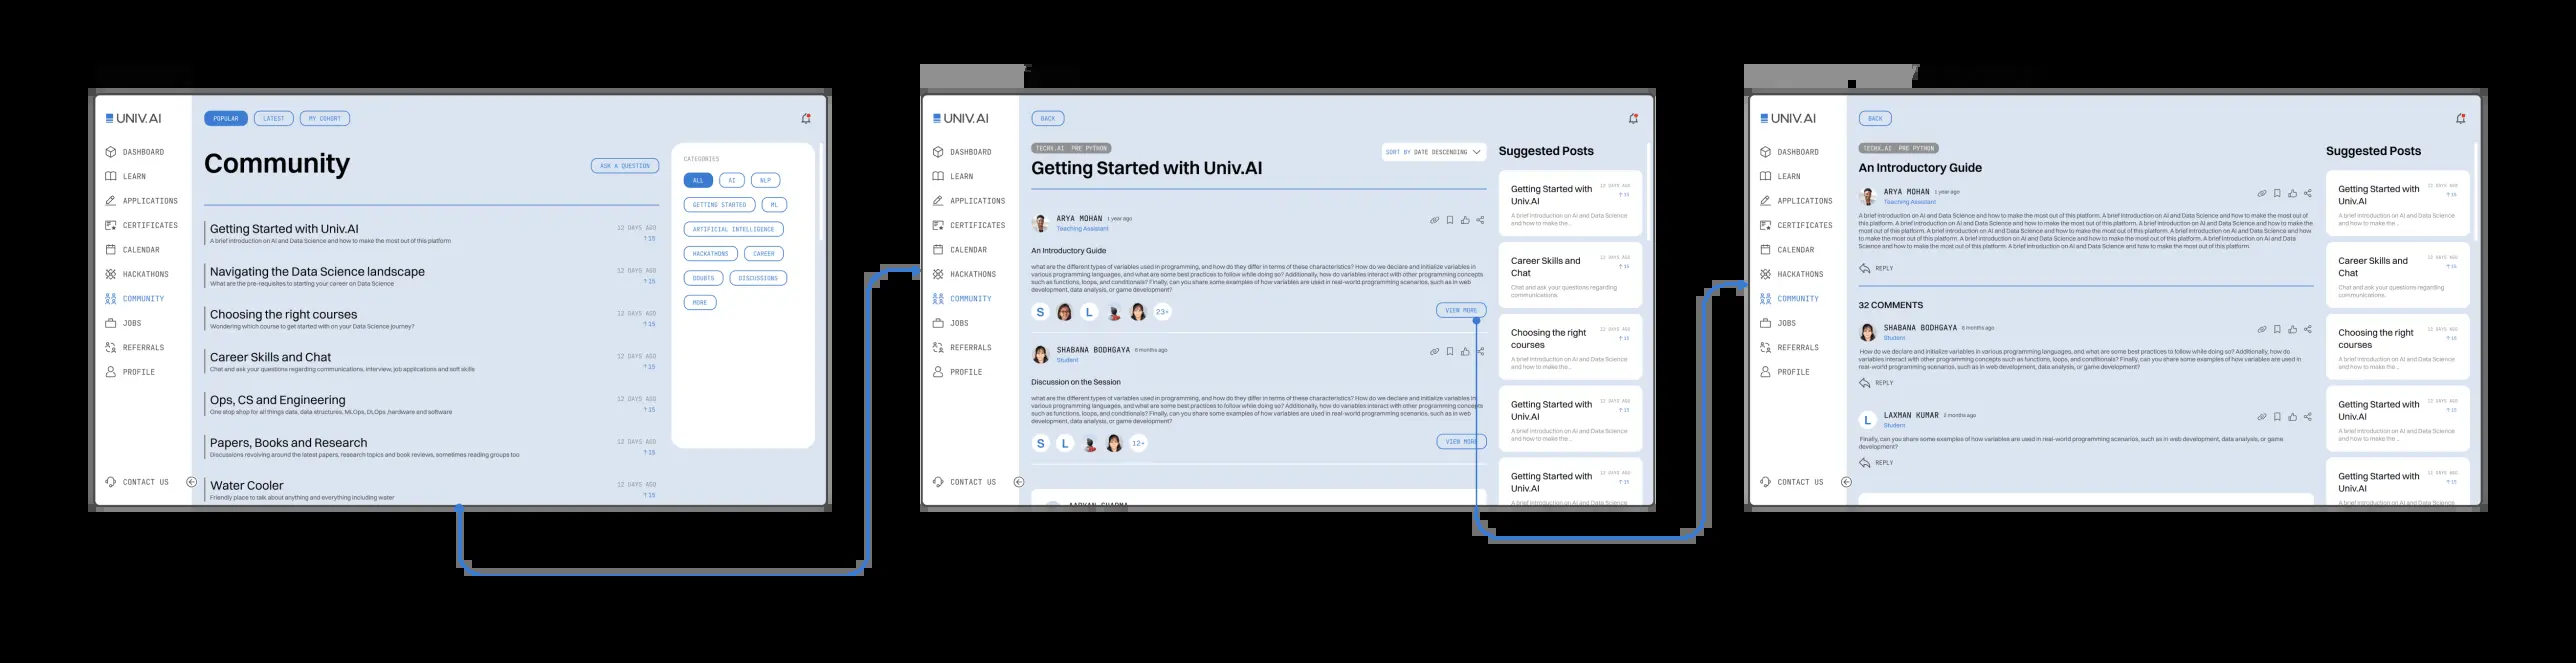 UNIV.AI
DASHBOARD
LEARN
APPLICATIONS
CERTIFICATES
CALENDAR
HACKATHONS
COMMUNITY
JOBS
REFERRALS
PROFILE
CONTACT US
POPULAR LATEST MY COHORT
Community
ASK A QUESTION
Getting Started with Univ.AI
A brief introduction on AI and Data Science and how to make the most out of this platform
12 DAYS AGO
↑15
Navigating the Data Science landscape
What are the pre-requisites to starting your career on Data Science
12 DAYS AGO
↑15
Choosing the right courses
Wondering which course to get started with on your Data Science journey?
12 DAYS AGO
↑15
Career Skills and Chat
Chat and ask your questions regarding communications, interview, job applications and soft skills
12 DAYS AGO
↑15
Ops, CS and Engineering
One stop shop for all things data, data structures, MLOps, DLOps ,hardware and software
12 DAYS AGO
↑15
Papers, Books and Research
Discussions revolving around the latest papers, research topics and book reviews, sometimes reading groups too
12 DAYS AGO
↑15
Water Cooler
Friendly place to talk about anything and everything including water
12 DAYS AGO
↑15
CATEGORIES
ALL AI NLP
GETTING STARTED ML
ARTIFICIAL INTELLIGENCE
HACKATHONS CAREER
DOUBTS DISCUSSIONS
MORE
UNIV.AI
DASHBOARD
LEARN
APPLICATIONS
CERTIFICATES
CALENDAR
HACKATHONS
COMMUNITY
JOBS
REFERRALS
PROFILE
CONTACT US
BACK
TECHX.AI PRE PYTHON
Getting Started with Univ.AI
SORT BY DATE DESCENDING
ARYA MOHAN 1 year ago
Teaching Assistant
An Introductory Guide
what are the different types of variables used in programming, and how do they differ in terms of these characteristics? How do we declare and initialize variables in
various programming languages, and what are some best practices to follow while doing so? Additionally, how do variables interact with other programming concepts
such as functions, loops, and conditionals? Finally, can you share some examples of how variables are used in real-world programming scenarios, such as in web
development, data analysis, or game development?
S L 23+
VIEW MORE
SHABANA BODHGAYA 8 months ago
Student
Discussion on the Session
what are the different types of variables used in programming, and how do they differ in terms of these characteristics? How do we declare and initialize variables in
various programming languages, and what are some best practices to follow while doing so? Additionally, how do variables interact with other programming concepts
such as functions, loops, and conditionals? Finally, can you share some examples of how variables are used in real-world programming scenarios, such as in web
development, data analysis, or game development?
S L 12+
VIEW MORE
Suggested Posts
Getting Started with
Univ.AI
12 DAYS AGO
↑15
A brief introduction on AI and Data Science
and how to make the...
Career Skills and
Chat
12 DAYS AGO
↑15
Chat and ask your questions regarding
communications.
Choosing the right
courses
12 DAYS AGO
↑15
A brief introduction on AI and Data Science
and how to make the...
Getting Started with
Univ.AI
12 DAYS AGO
↑15
A brief introduction on AI and Data Science
and how to make the...
Getting Started with
Univ.AI
12 DAYS AGO
↑15
A brief introduction on AI and Data Science
UNIV.AI
DASHBOARD
LEARN
APPLICATIONS
CERTIFICATES
CALENDAR
HACKATHONS
COMMUNITY
JOBS
REFERRALS
PROFILE
CONTACT US
BACK
TECHX.AI PRE PYTHON
An Introductory Guide
ARYA MOHAN 1 year ago
Teaching Assistant
A brief introduction on AI and Data Science and how to make the most out of this platform. A brief introduction on AI and Data Science and how to make the most out of
this platform. A brief introduction on AI and Data Science and how to make the most out of this platform. A brief introduction on AI and Data Science and how to make the
most out of this platform. A brief introduction on AI and Data Science and how to make the most out of this platform. A brief introduction on AI and Data Science and how
to make the most out of this platform. A brief introduction on AI and Data Science and how to make the most out of this platform. A brief introduction on AI and Data
Science and how to make the most out of this platform. A brief introduction on AI and Data Science and how to make the most out of this platform.
REPLY
32 COMMENTS
SHABANA BODHGAYA 8 months ago
Student
How do we declare and initialize variables in various programming languages, and what are some best practices to follow while doing so? Additionally, how do
variables interact with other programming concepts such as functions, loops, and conditionals? Finally, can you share some examples of how variables are used in
real-world programming scenarios, such as in web development, data analysis, or game development?
REPLY
L
LAXMAN KUMAR 2 months ago
Student
Finally, can you share some examples of how variables are used in real-world programming scenarios, such as in web development, data analysis, or game
development?
REPLY
Suggested Posts
Getting Started with
Univ.AI
12 DAYS AGO
↑15
A brief introduction on AI and Data Science
and how to make the...
Career Skills and
Chat
12 DAYS AGO
↑15
Chat and ask your questions regarding
communications.
Choosing the right
courses
12 DAYS AGO
↑15
A brief introduction on AI and Data Science
and how to make the...
Getting Started with
Univ.AI
12 DAYS AGO
↑15
A brief introduction on AI and Data Science
and how to make the...
Getting Started with
Univ.AI
12 DAYS AGO
↑15
A brief introduction on AI and Data Science